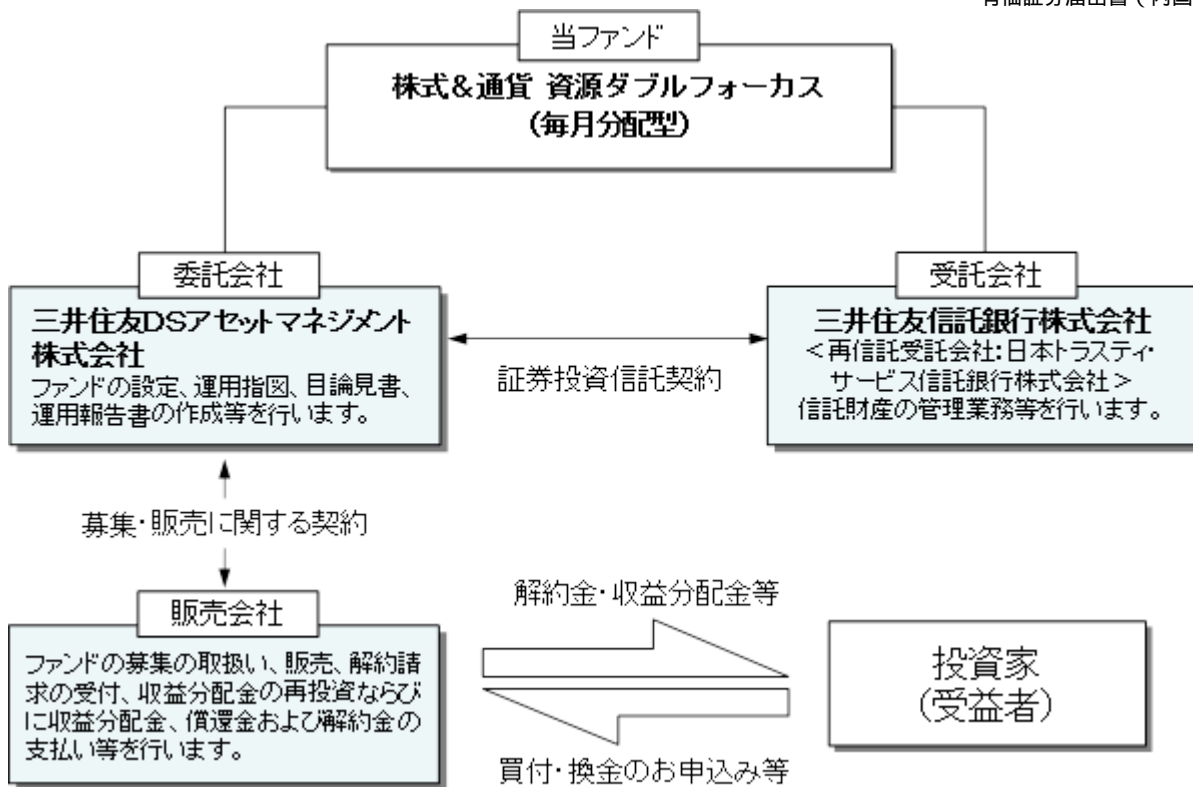 当ファンド
株式&通貨 資源ダブルフォーカス
(毎月分配型)
委託会社
三井住友DSアセットマネジメント
株式会社
ファンドの設定、運用指図、目論見書、
運用報告書の作成等を行います。
証券投資信託契約
受託会社
三井住友信託銀行株式会社
<再信託受託会社:日本トラスティ・
サービス信託銀行株式会社>
信託財産の管理業務等を行います。
募集・販売に関する契約
販売会社
ファンドの募集の取扱い、販売、解約請
求の受付、収益分配金の再投資ならび
に収益分配金、償還金および解約金の
支払い等を行います。
解約金・収益分配金等
買付・換金のお申込み等
投資家
(受益者)